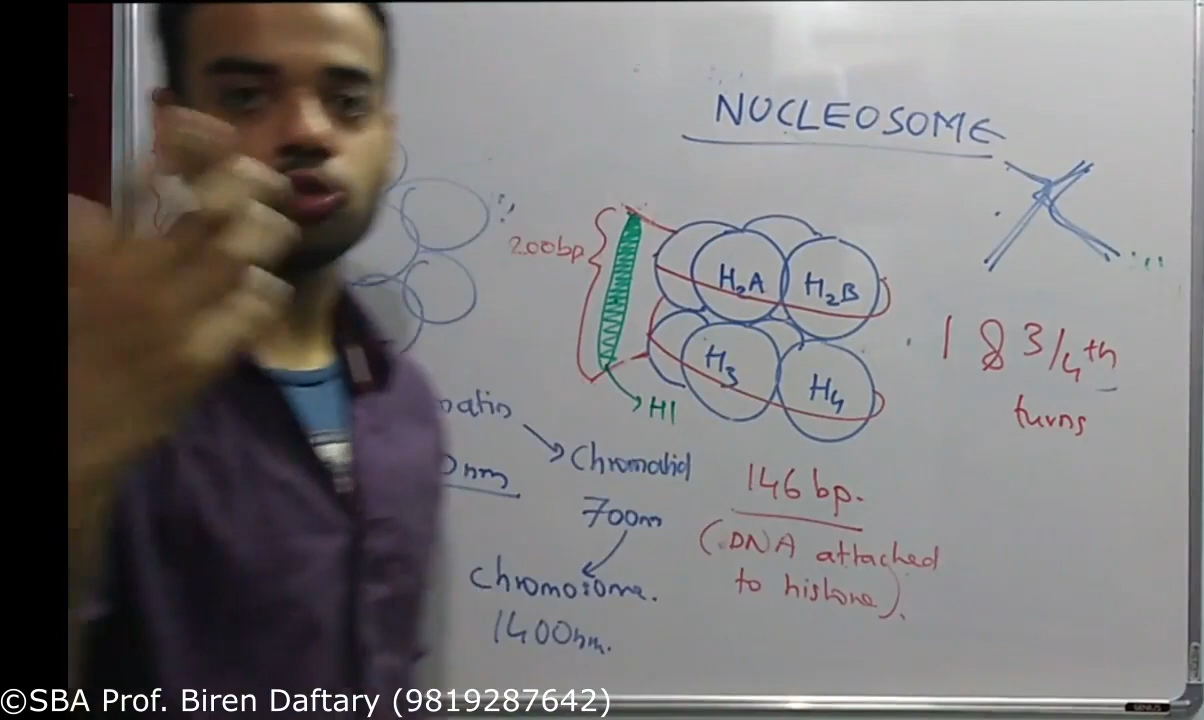 NUCLEOSOME
200bp
H2A
H2B
H3
H4
H1
1 & 3/4th
turns
Chromatid
700nm
nm
146 bp.
(DNA attached
to histone).
Chromosome.
1400nm.
©SBA Prof. Biren Daftary (9819287642)